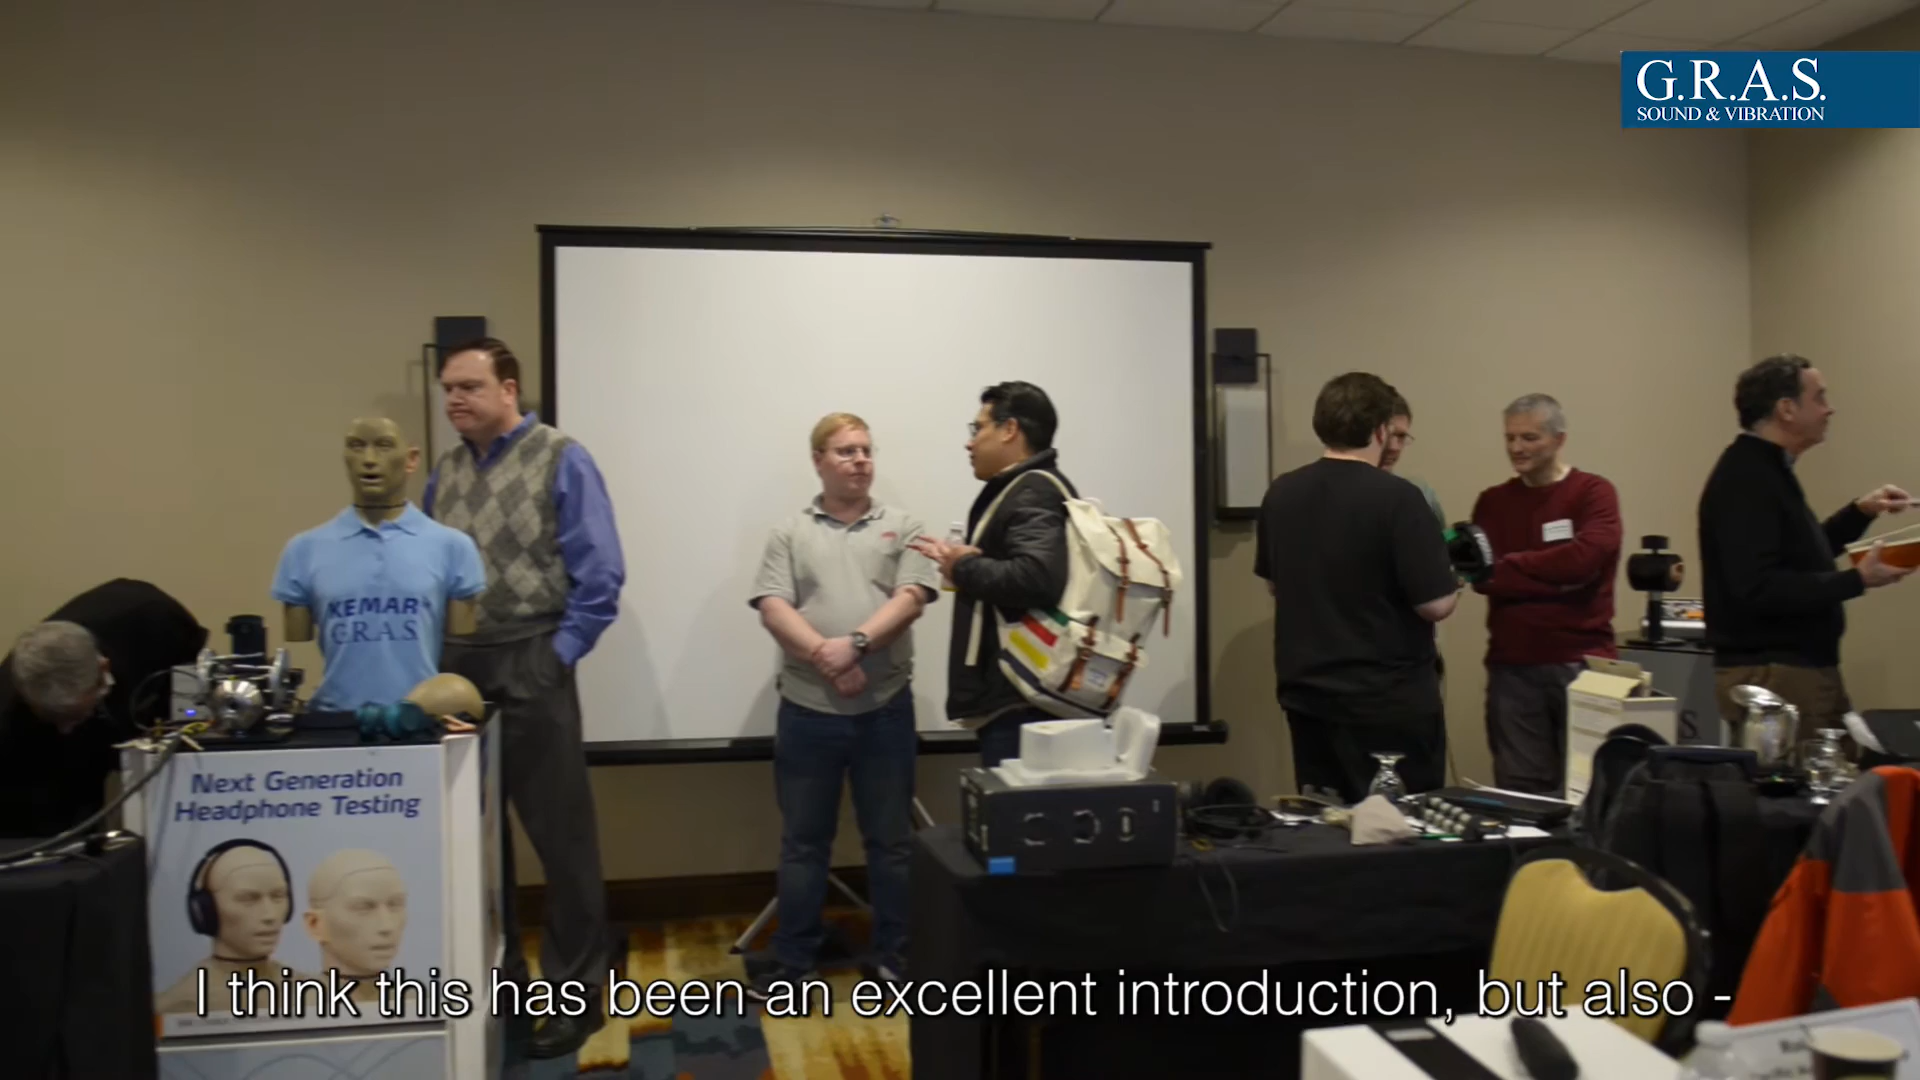 G.R.A.S.
SOUND & VIBRATION
KEMAR
G.R.A.S.
Next Generation
Headphone Testing
I think this has been an excellent introduction, but also -